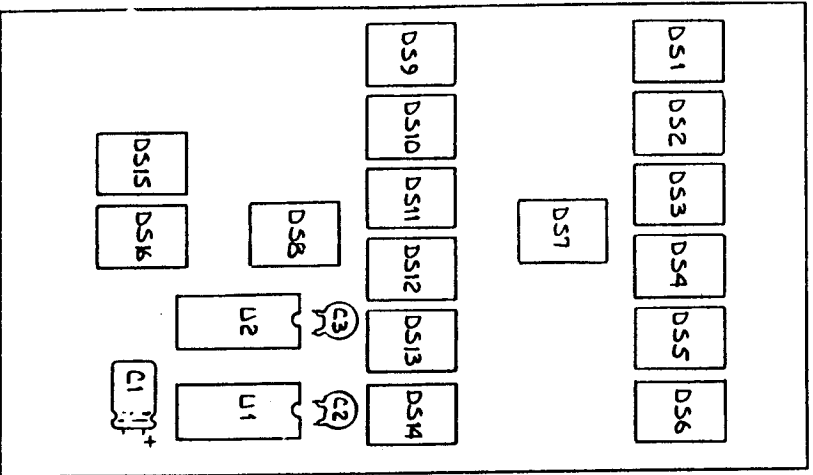 DS1
DS2
DS3
DS4
DS5
DS6
DS7
DS9
DS10
DS11
DS12
DS13
DS14
DS8
DS15
DS16
U2
C3
U1
C2
C1
+